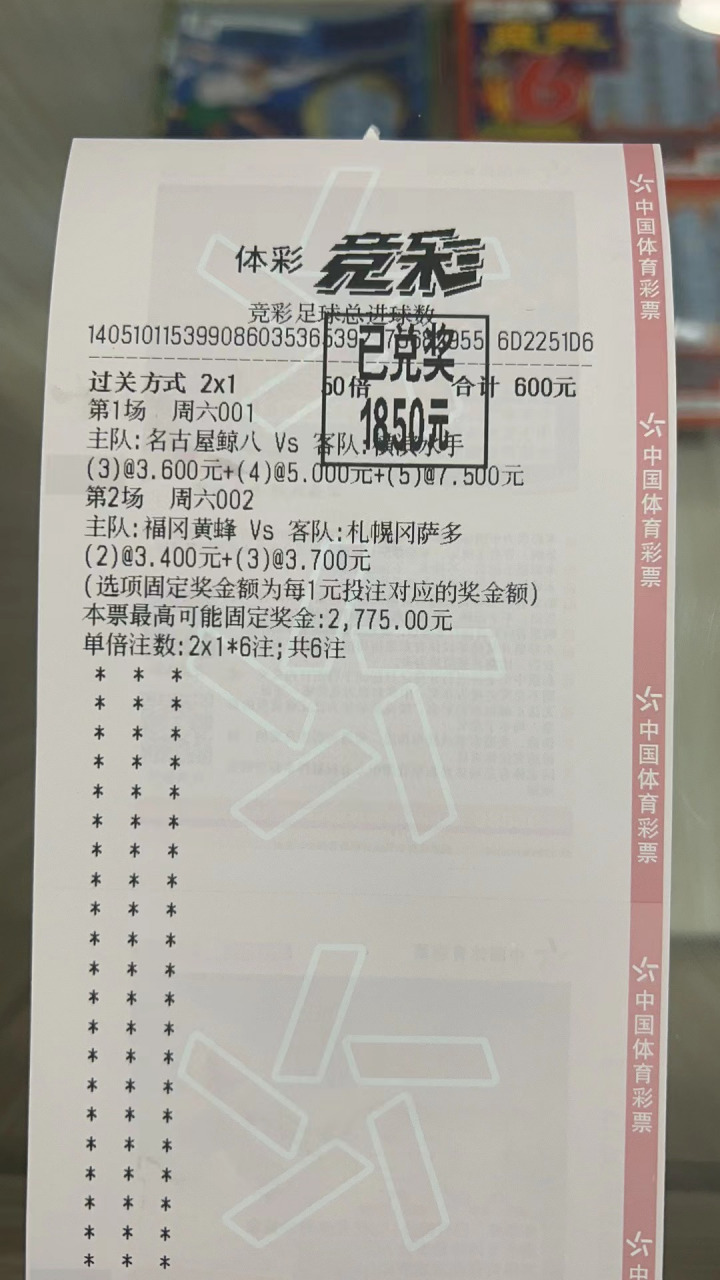 体彩 竞彩
竞彩足球总进球数
6D2251D6
过关方式 2x1 50倍 合计 600元
已兑奖
1850元
第1场 周六001
主队:名古屋鲸八 Vs 客队:横滨水手
(3)@3.600元+(4)@5.000元+(5)@7.500元
第2场 周六002
主队:福冈黄蜂 Vs 客队:札幌冈萨多
(2)@3.400元+(3)@3.700元
(选项固定奖金额为每1元投注对应的奖金额)
本票最高可能固定奖金:2,775.00元
单倍注数:2x1*6注;共6注
中国体育彩票
中国体育彩票
中国体育彩票
中国体育彩票
中